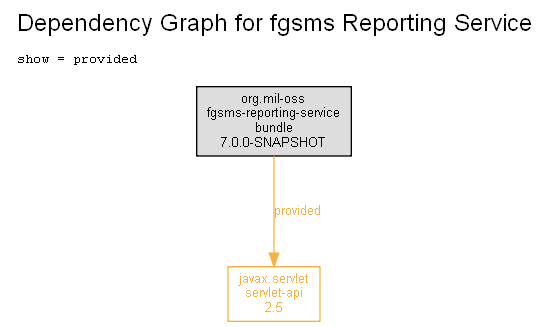 Dependency Graph for fgsms Reporting Service
show = provided
org.mil-oss
fgsms-reporting-service
bundle
7.0.0-SNAPSHOT
provided
javax.servlet
servlet-api
2.5